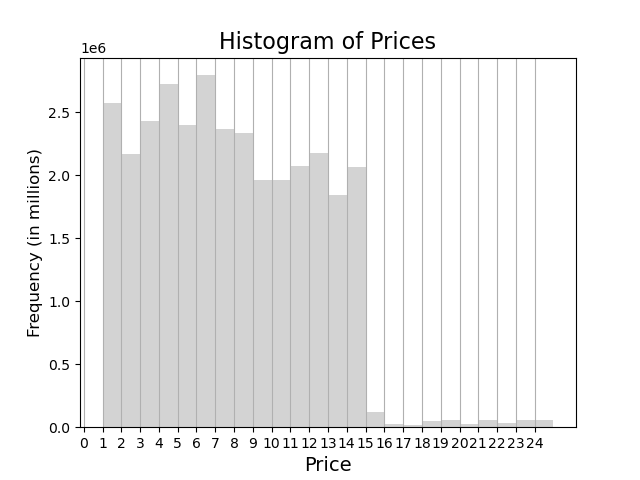 Histogram of Prices
1e6
2.5
2.0
1.5
1.0
0.5
0.0
Frequency (in millions)
0 1 2 3 4 5 6 7 8 9 10 11 12 13 14 15 16 17 18 19 20 21 22 23 24
Price